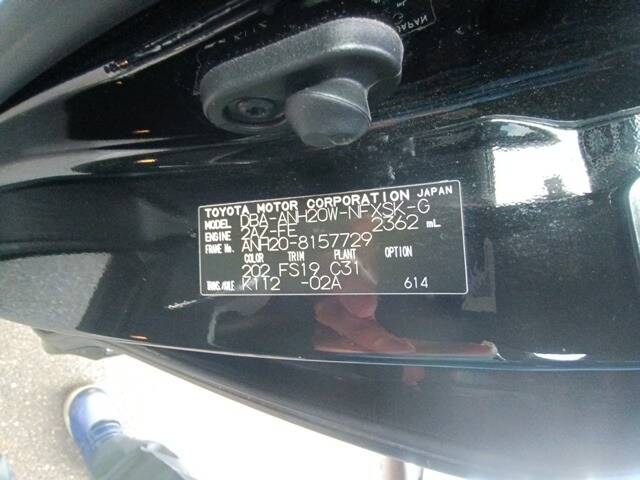 JAPAN
TOYOTA MOTOR CORPORATION JAPAN
MODEL DBA-ANH20W-NFXSK-G
ENGINE 2AZ-FE 2362 mL
FRAME No. ANH20-8157729
COLOR TRIM PLANT OPTION
202 FS19 C31
TRANS./AXLE K112 -02A 614